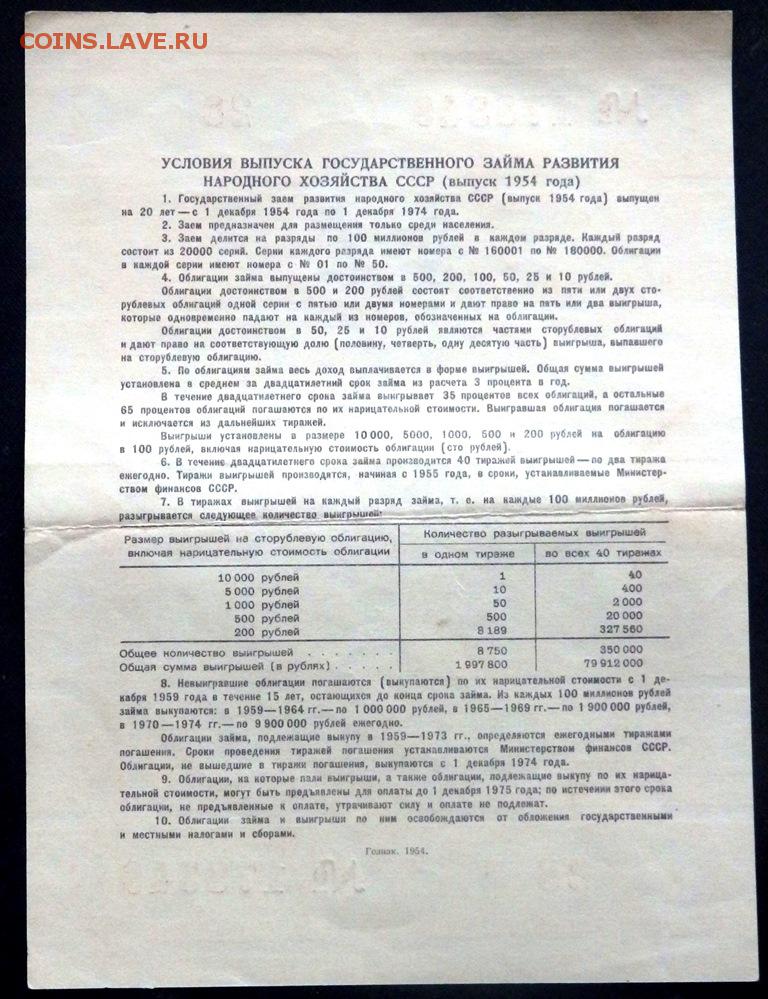 COINS.LAVE.RU
УСЛОВИЯ ВЫПУСКА ГОСУДАРСТВЕННОГО ЗАЙМА РАЗВИТИЯ
НАРОДНОГО ХОЗЯЙСТВА СССР (выпуск 1954 года)
1. Государственный заем развития народного хозяйства СССР (выпуск 1954 года) выпущен
на 20 лет—с 1 декабря 1954 года по 1 декабря 1974 года.
2. Заем предназначен для размещения только среди населения.
3. Заем делится на разряды по 100 миллионов рублей в каждом разряде. Каждый разряд
состоит из 20000 серий. Серии каждого разряда имеют номера с № 160001 по № 180000. Облигации
в каждой серии имеют номера с № 01 по № 50.
4. Облигации займа выпущены достоинством в 500, 200, 100, 50, 25 и 10 рублей.
Облигации достоинством в 500 и 200 рублей состоят соответственно из пяти или двух сто-
рублевых облигаций одной серии с пятью или двумя номерами и дают право на пять или два выигрыша,
которые одновременно падают на каждый из номеров, обозначенных на облигации.
Облигации достоинством в 50, 25 и 10 рублей являются частями сторублевых облигаций
и дают право на соответствующую долю (половину, четверть, одну десятую часть) выигрыша, выпавшего
на сторублевую облигацию.
5. По облигациям займа весь доход выплачивается в форме выигрышей. Общая сумма выигрышей
установлена в среднем за двадцатилетний срок займа из расчета 3 процента в год.
В течение двадцатилетнего срока займа выигрывает 35 процентов всех облигаций, а остальные
65 процентов облигаций погашаются по их нарицательной стоимости. Выигравшая облигация погашается
и исключается из дальнейших тиражей.
Выигрыши установлены в размере 10 000, 5000, 1000, 500 и 200 рублей на облигацию
в 100 рублей, включая нарицательную стоимость облигации (сто рублей).
6. В течение двадцатилетнего срока займа производится 40 тиражей выигрышей—по два тиража
ежегодно. Тиражи выигрышей производятся, начиная с 1955 года, в сроки, устанавливаемые Министер-
ством финансов СССР.
7. В тиражах выигрышей на каждый разряд займа, т. е. на каждые 100 миллионов рублей,
разыгрывается следующее количество выигрышей:
Размер выигрышей на сторублевую облигацию,
включая нарицательную стоимость облигации
Количество разыгрываемых выигрышей
в одном тираже во всех 40 тиражах
10 000 рублей 1 40
5 000 рублей 10 400
1 000 рублей 50 2 000
500 рублей 500 20 000
200 рублей 8 189 327 560
Общее количество выигрышей . . . . . . . 8 750 350 000
Общая сумма выигрышей (в рублях) . . . . . 1 997 800 79 912 000
8. Невыигравшие облигации погашаются (выкупаются) по их нарицательной стоимости с 1 де-
кабря 1959 года в течение 15 лет, остающихся до конца срока займа. Из каждых 100 миллионов рублей
займа выкупаются: в 1959—1964 гг.—по 1 000 000 рублей, в 1965—1969 гг.—по 1 900 000 рублей,
в 1970—1974 гг.—по 9 900 000 рублей ежегодно.
Облигации займа, подлежащие выкупу в 1959—1973 гг., определяются ежегодными тиражами
погашения. Сроки проведения тиражей погашения устанавливаются Министерством финансов СССР.
Облигации, не вышедшие в тиражи погашения, выкупаются с 1 декабря 1974 года.
9. Облигации, на которые пали выигрыши, а также облигации, подлежащие выкупу по их нарица-
тельной стоимости, могут быть предъявлены для оплаты до 1 декабря 1975 года; по истечении этого срока
облигации, не предъявленные к оплате, утрачивают силу и оплате не подлежат.
10. Облигации займа и выигрыши по ним освобождаются от обложения государственными
и местными налогами и сборами.
Гознак. 1954.